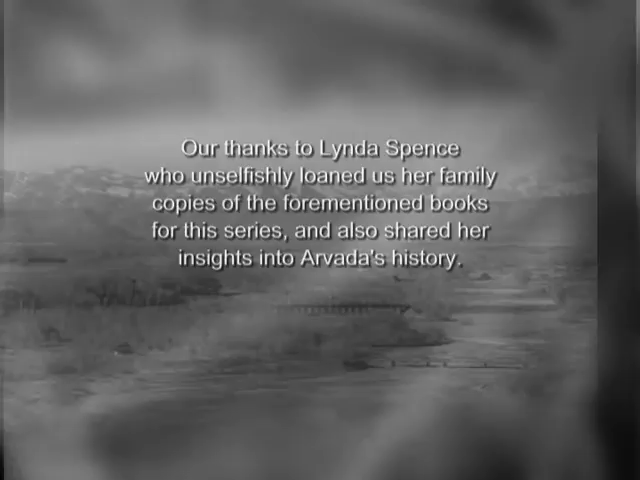 Our thanks to Lynda Spence
who unselfishly loaned us her family
copies of the forementioned books
for this series, and also shared her
insights into Arvada's history.